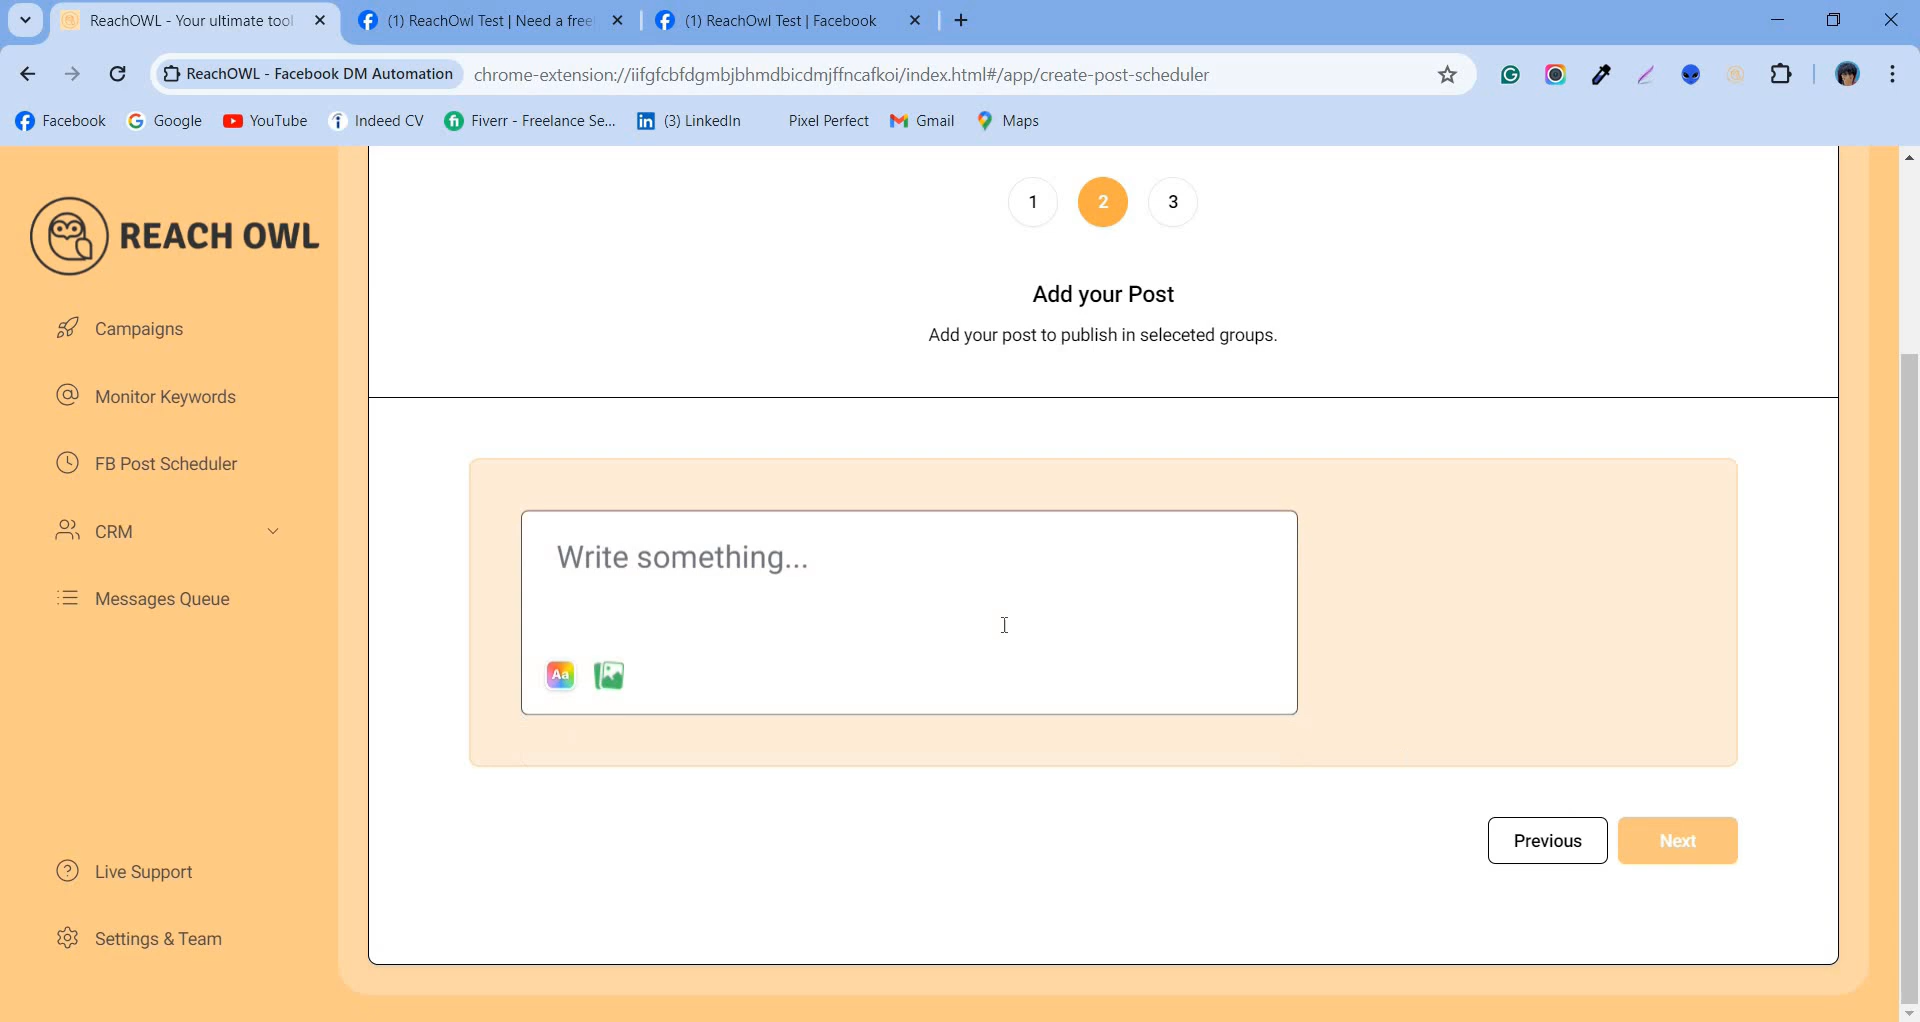 ReachOWL - Your ultimate tool
(1) ReachOwl Test | Need a free
(1) ReachOwl Test | Facebook
ReachOWL - Facebook DM Automation
chrome-extension://iifgfcbfdgmbjbhmdbicdmjffncafkoi/index.html#/app/create-post-scheduler
Facebook
Google
YouTube
Indeed CV
Fiverr - Freelance Se...
(3) LinkedIn
Pixel Perfect
Gmail
Maps
REACH OWL
Campaigns
Monitor Keywords
FB Post Scheduler
CRM
Messages Queue
Live Support
Settings & Team
1 2 3
Add your Post
Add your post to publish in seleceted groups.
Write something...
Aa
Previous
Next